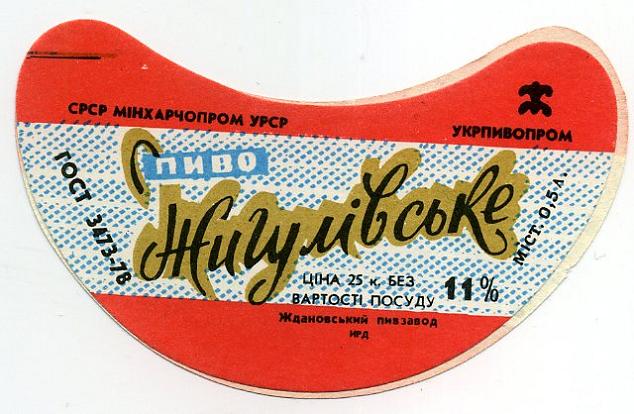 СРСР МІНХАРЧОПРОМ УРСР
УКРПИВОПРОМ
ПИВО
Жигулівське
ГОСТ 3473-78
МІСТ. 0,5 л.
ЦІНА 25 к. БЕЗ
ВАРТОСТІ ПОСУДУ
11%
Ждановський пивзавод
ИРД